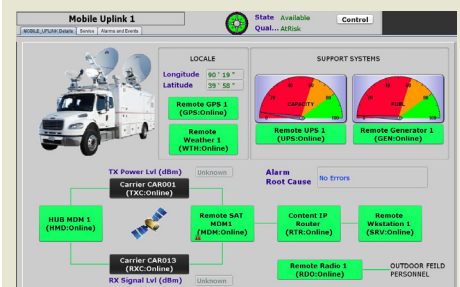 Mobile Uplink 1
State Available
Qual... AtRisk
Control
MOBILE_UPLINK Details Service Alarms and Events
LOCALE
Longitude 90 ' 19 "
Latitude 39 ' 58 "
Remote GPS 1
(GPS:Online)
Remote
Weather 1
(WTH:Online)
SUPPORT SYSTEMS
CAPACITY
FUEL
Remote UPS 1
(UPS:Online)
Remote Generator 1
(GEN:Online)
TX Power Lvl (dBm) Unknown
Alarm
Root Cause No Errors
Carrier CAR001
(TXC:Online)
HUB MDM 1
(HMD:Online)
Remote SAT
MDM1
(MDM:Online)
Content IP
Router
(RTR:Online)
Remote
Wkstation 1
(SRV:Online)
Carrier CAR013
(RXC:Online)
RX Signal Lvl (dBm) Unknown
Remote Radio 1
(RDO:Online)
OUTDOOR FEILD
PERSONNEL